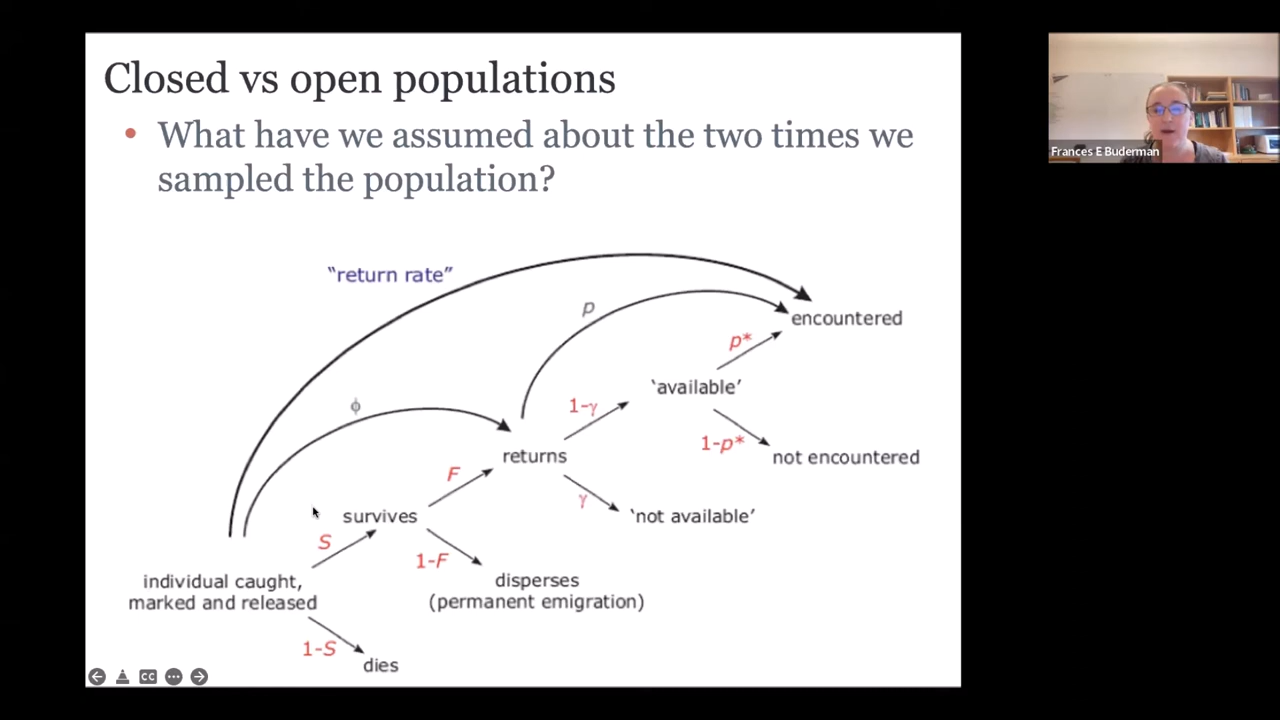 Closed vs open populations
• What have we assumed about the two times we
sampled the population?
"return rate"
p
encountered
p*
'available'
ϕ
1-γ
1-p*
returns
not encountered
F
γ
survives
'not available'
S
1-F
individual caught,
marked and released
disperses
(permanent emigration)
1-S
dies
CC
Frances E Buderman